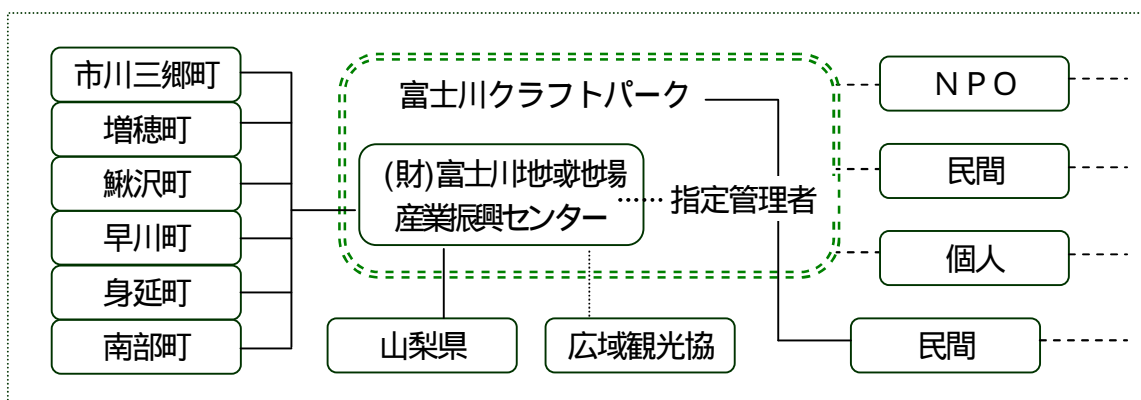 市川三郷町
増穂町
鰍沢町
早川町
身延町
南部町
富士川クラフトパーク
(財)富士川地域地場
産業振興センター
指定管理者
山梨県
広域観光協
NPO
民間
個人
民間